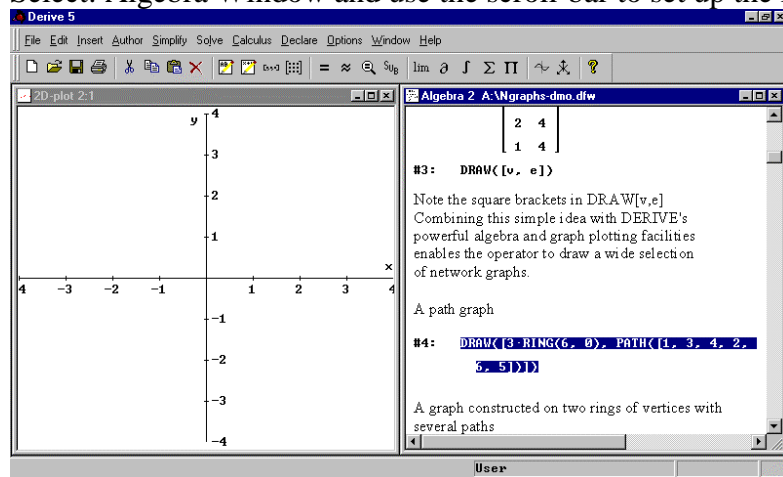 Select: Algebra Window and use the scroll bar to set up the
Derive 5
File Edit Insert Author Simplify Solve Calculus Declare Options Window Help
= ≈ SUB lim ∂ ∫ Σ Π ?
2D-plot 2:1
y 4
3
2
1
x
4 -3 -2 -1 1 2 3 4
-1
-2
-3
-4
Algebra 2 A:\Ngraphs-dmo.dfw
2 4
1 4
#3: DRAW([v, e])
Note the square brackets in DRAW[v,e]
Combining this simple idea with DERIVE's
powerful algebra and graph plotting facilities
enables the operator to draw a wide selection
of network graphs.
A path graph
#4: DRAW([3·RING(6, 0), PATH([1, 3, 4, 2,
6, 5])])
A graph constructed on two rings of vertices with
several paths
User